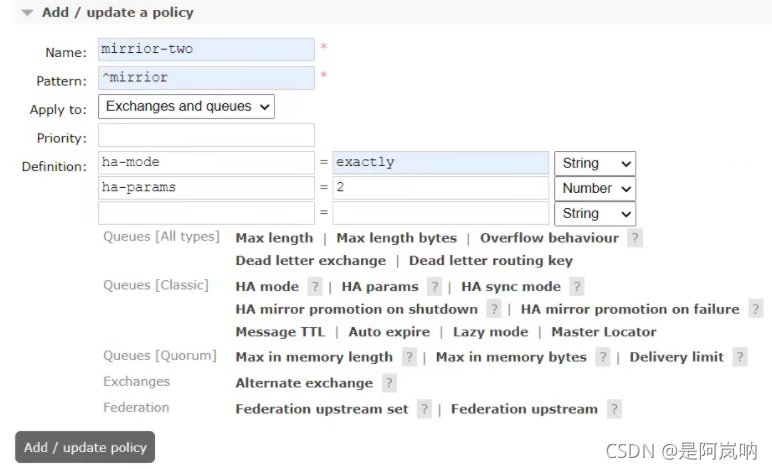 Add / update a policy
Name: mirrior-two *
Pattern: ^mirrior *
Apply to: Exchanges and queues
Priority:
Definition: ha-mode = exactly String
ha-params = 2 Number
= String
Queues [All types] Max length | Max length bytes | Overflow behaviour ?
Dead letter exchange | Dead letter routing key
Queues [Classic] HA mode ? | HA params ? | HA sync mode ?
HA mirror promotion on shutdown ? | HA mirror promotion on failure ?
Message TTL | Auto expire | Lazy mode | Master Locator
Queues [Quorum] Max in memory length ? | Max in memory bytes ? | Delivery limit ?
Exchanges Alternate exchange ?
Federation Federation upstream set ? | Federation upstream ?
Add / update policy
CSDN @是阿岚呐